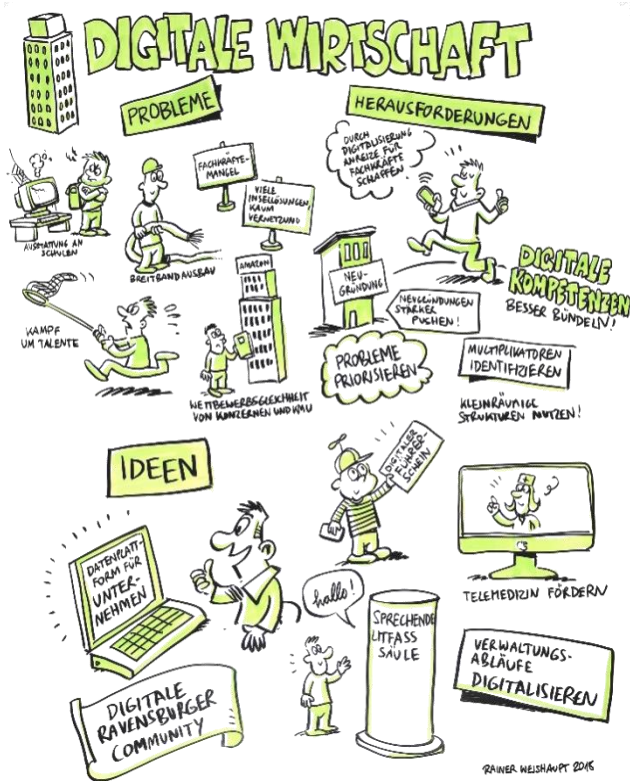 DIGITALE WIRTSCHAFT
PROBLEME
HERAUSFORDERUNGEN
DURCH
DIGITALISIERUNG
ANREIZE FÜR
FACHKRÄFTE
SCHAFFEN!
FACHKRÄFTE-
MANGEL
VIELE
INSELLÖSUNGEN,
KAUM
VERNETZUNG
AUSSTATTUNG AN
SCHULEN
BREITBANDAUSBAU
AMAZON
NEU-
GRÜNDUNG
DIGITALE
KOMPETENZEN
BESSER BÜNDELN!
NEUGRÜNDUNGEN
STÄRKER
PUCHEN!
KAMPF
UM TALENTE
PROBLEME
PRIORISIEREN
MULTIPLIKATOREN
IDENTIFIZIEREN
WETTBEWERBSGLEICHHEIT
VON KONZERNEN UND KMU
KLEINRÄUMIGE
STRUKTUREN NUTZEN!
IDEEN
DIGITALER
FÜHRER-
SCHEIN
DATENPLATT-
FORM FÜR
UNTER-
NEHMEN
TELEMEDIZIN FÖRDERN
hallo!
SPRECHENDE
LITFASS
SÄULE
VERWALTUNGS-
ABLÄUFE
DIGITALISIEREN
DIGITALE
RAVENSBURGER
COMMUNITY
RAINER WEISHAUPT 2018